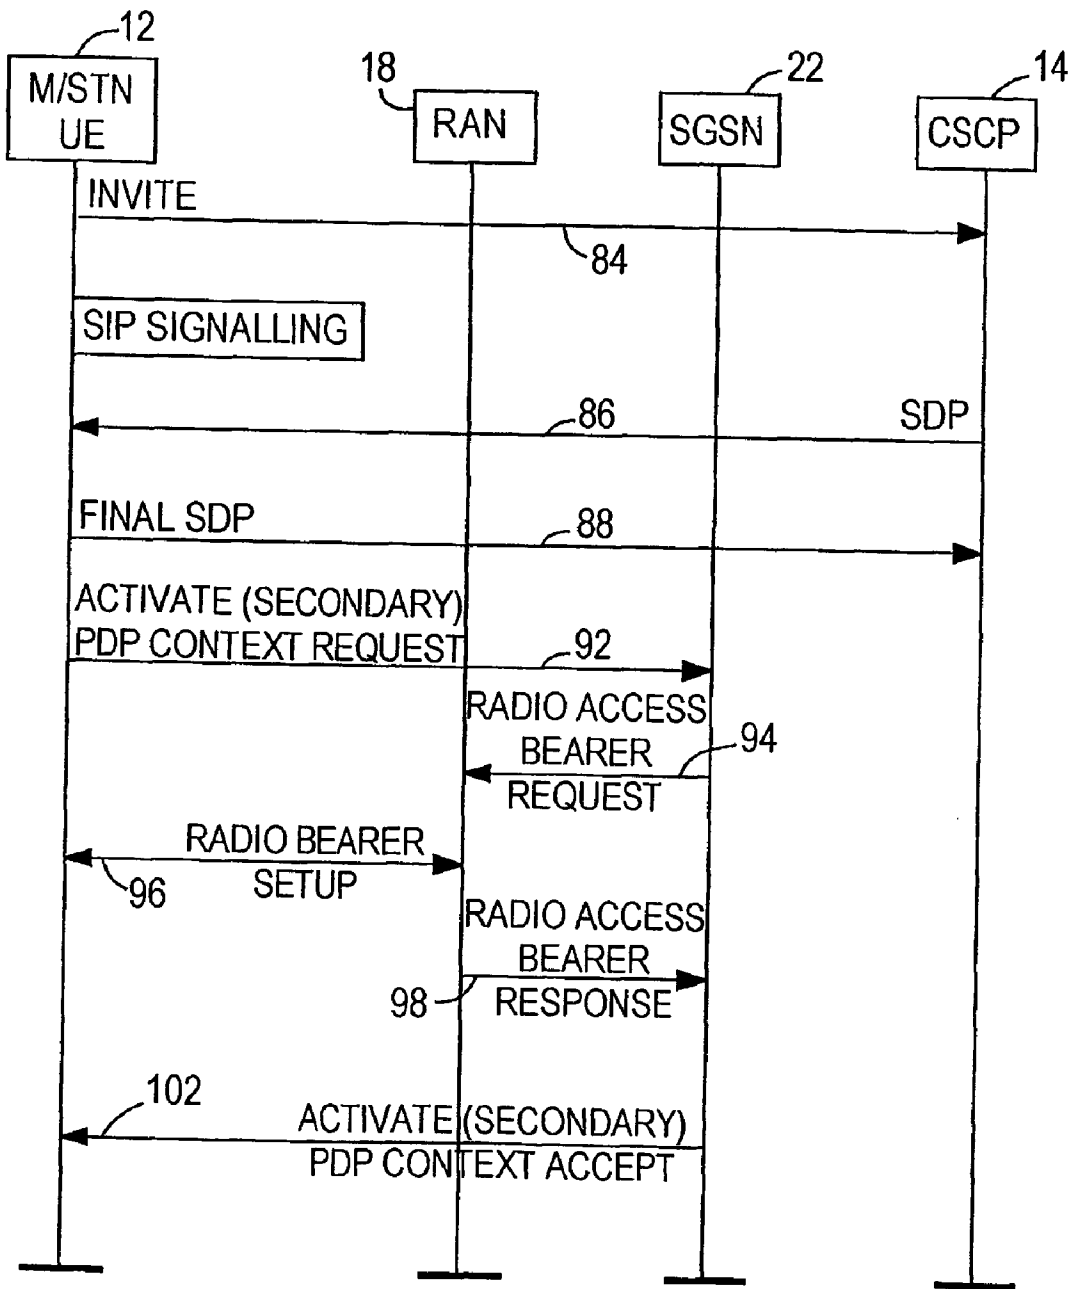 12
18
22
14
M/STN
UE
RAN
SGSN
CSCP
INVITE
84
SIP SIGNALLING
86
SDP
FINAL SDP
88
ACTIVATE (SECONDARY)
PDP CONTEXT REQUEST
92
RADIO ACCESS
BEARER
REQUEST
94
RADIO BEARER
SETUP
96
RADIO ACCESS
BEARER
RESPONSE
98
102
ACTIVATE (SECONDARY)
PDP CONTEXT ACCEPT